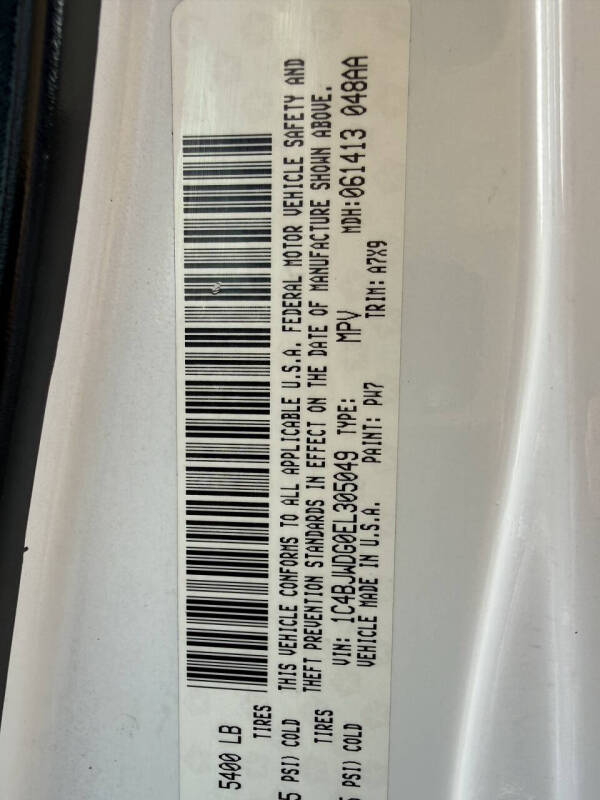 5400 LB
TIRES
5 PSI) COLD
THIS VEHICLE CONFORMS TO ALL APPLICABLE U.S.A. FEDERAL MOTOR VEHICLE SAFETY AND
TIRES
THEFT PREVENTION STANDARDS IN EFFECT ON THE DATE OF MANUFACTURE SHOWN ABOVE.
PSI) COLD
VIN: 1C4BJWDG0EL305049 TYPE: MPV MDH:061413 048AA
VEHICLE MADE IN U.S.A. PAINT: PW7 TRIM: A7X9